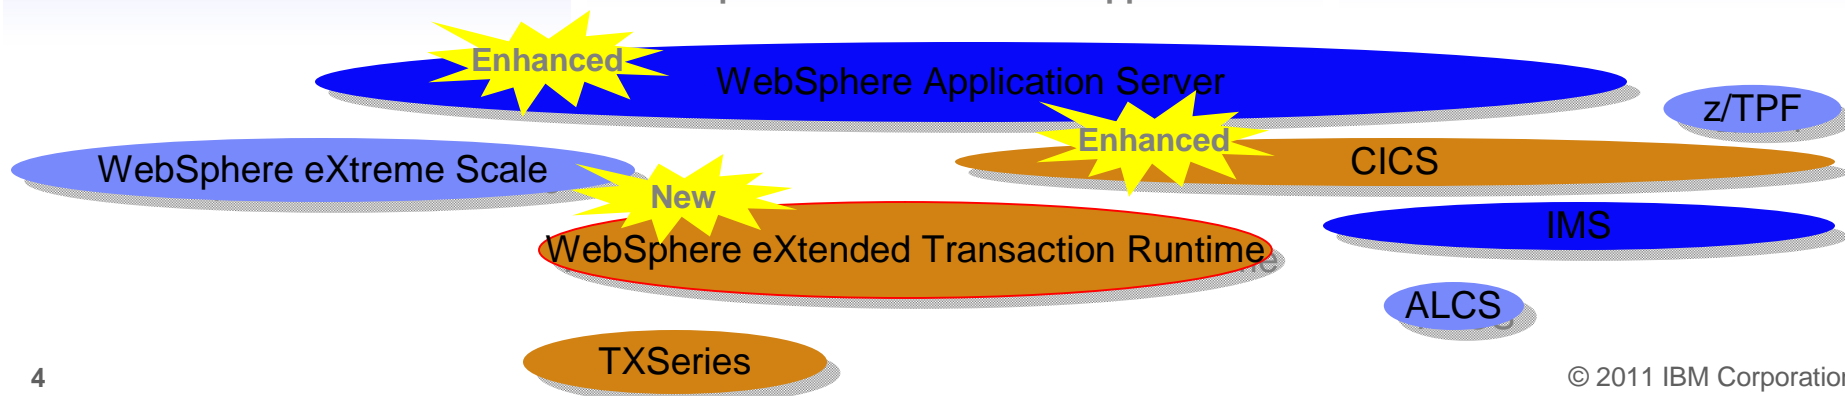 Enhanced
WebSphere Application Server
z/TPF
Enhanced
CICS
WebSphere eXtreme Scale
New
IMS
WebSphere eXtended Transaction Runtime
ALCS
TXSeries
4
© 2011 IBM Corporation